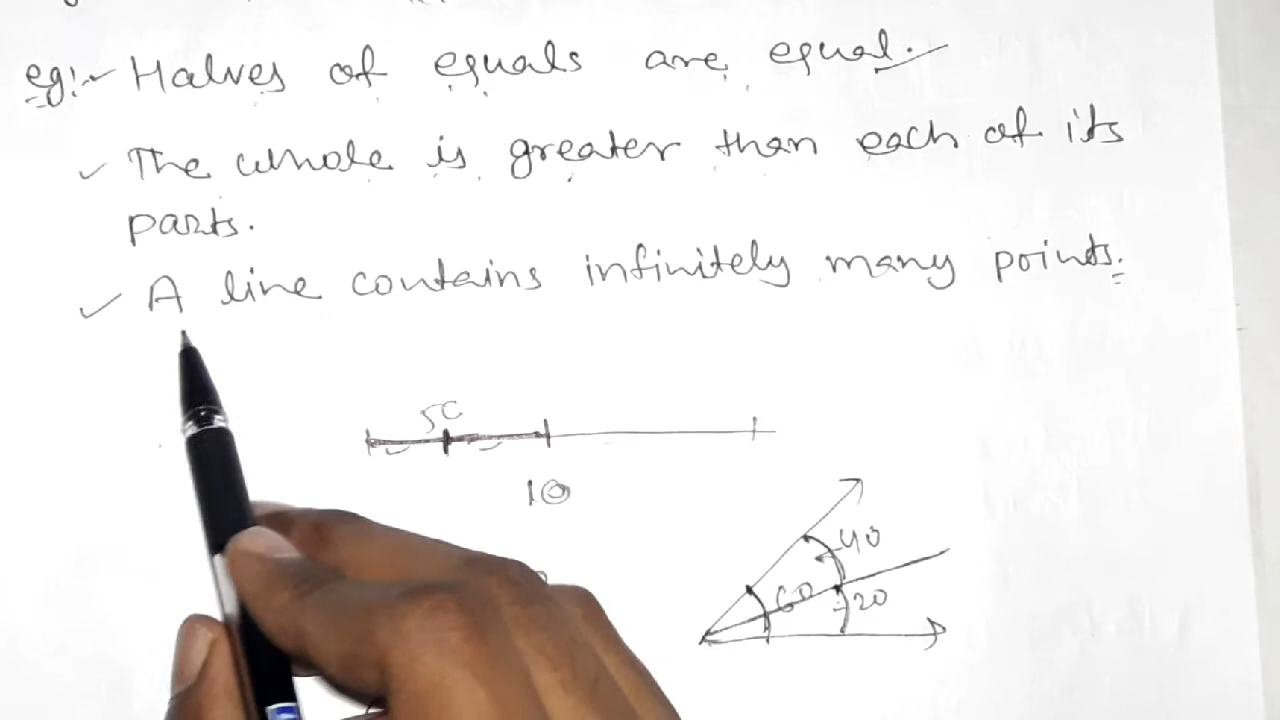 eg:- Halves of equals are equal.
The whole is greater than each of its
parts.
A line contains infinitely many points.
10
40
60
20